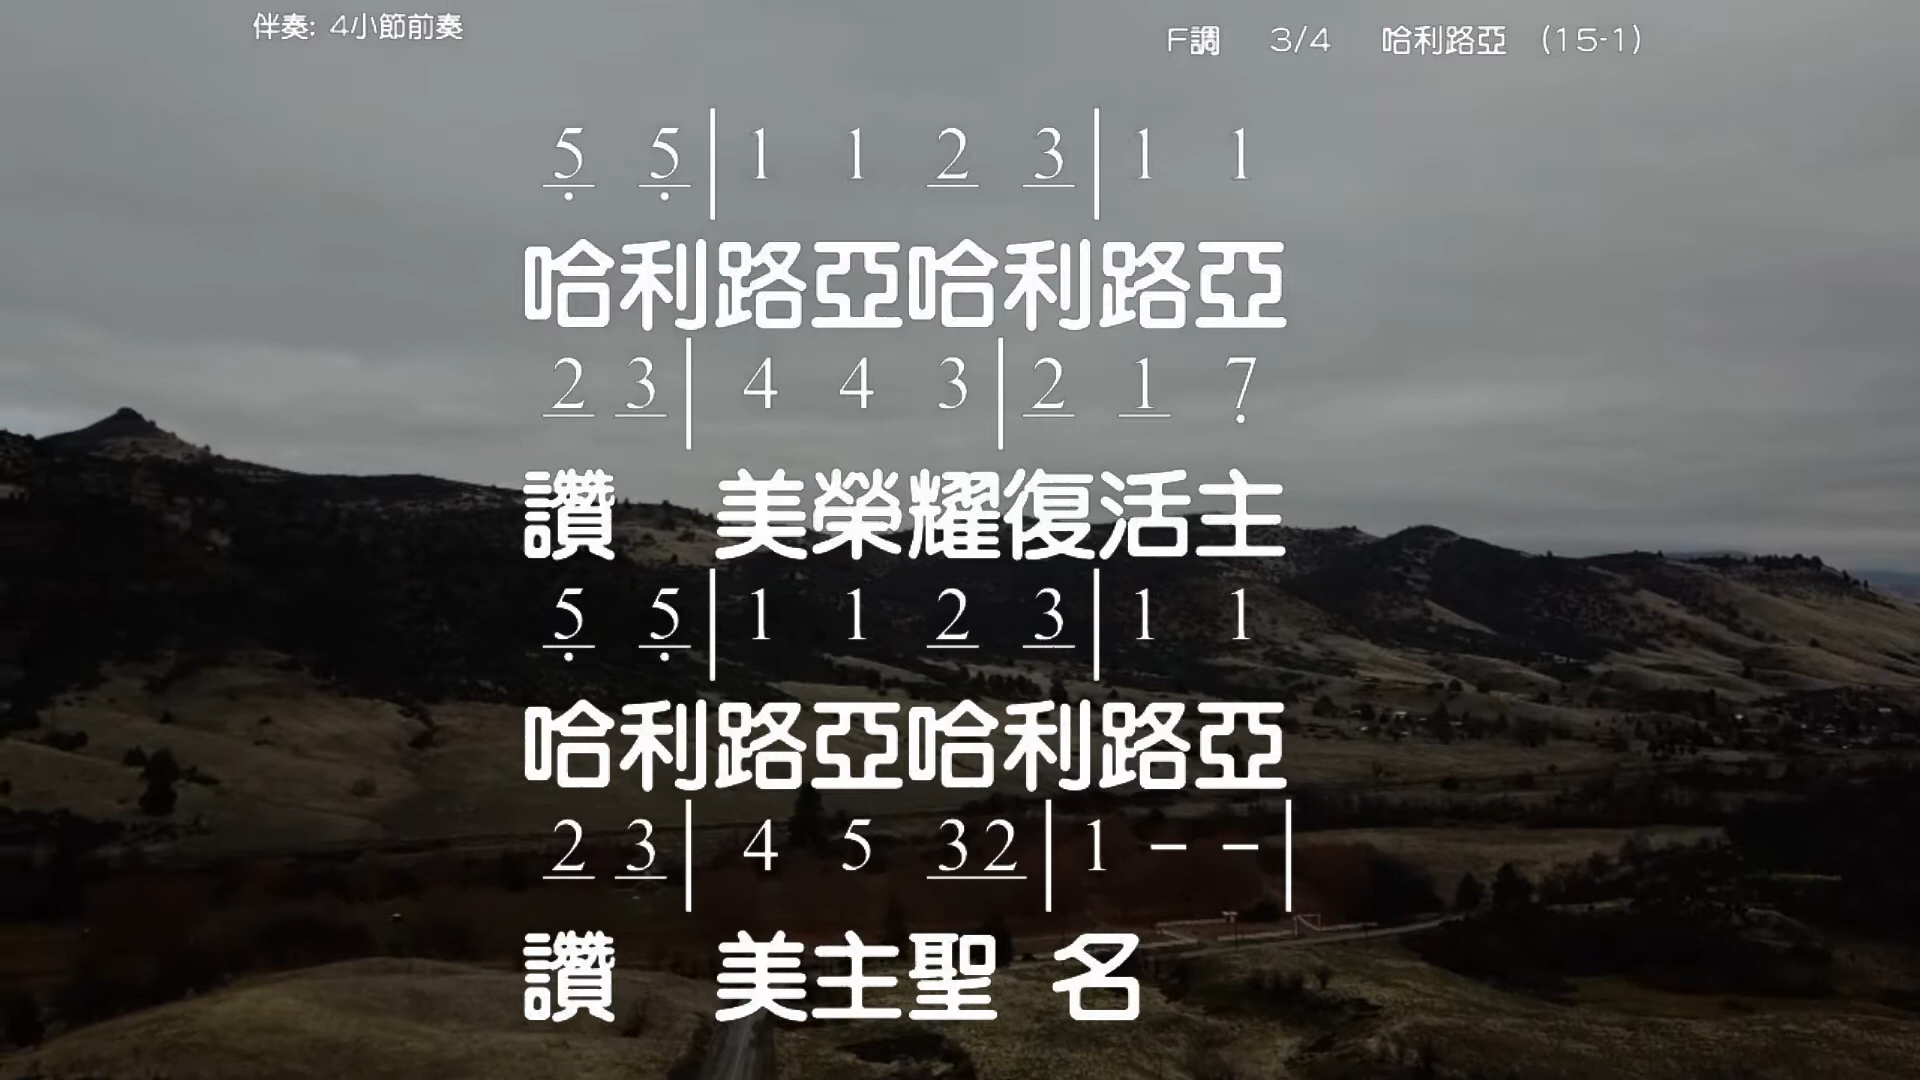 伴奏: 4小節前奏
F調 3/4 哈利路亞 (15-1)
5 5 | 1 1 2 3 | 1 1
哈利路亞哈利路亞
2 3 | 4 4 3 | 2 1 7
讚 美榮耀復活主
5 5 | 1 1 2 3 | 1 1
哈利路亞哈利路亞
2 3 | 4 5 32 | 1 − − |
讚 美主聖 名